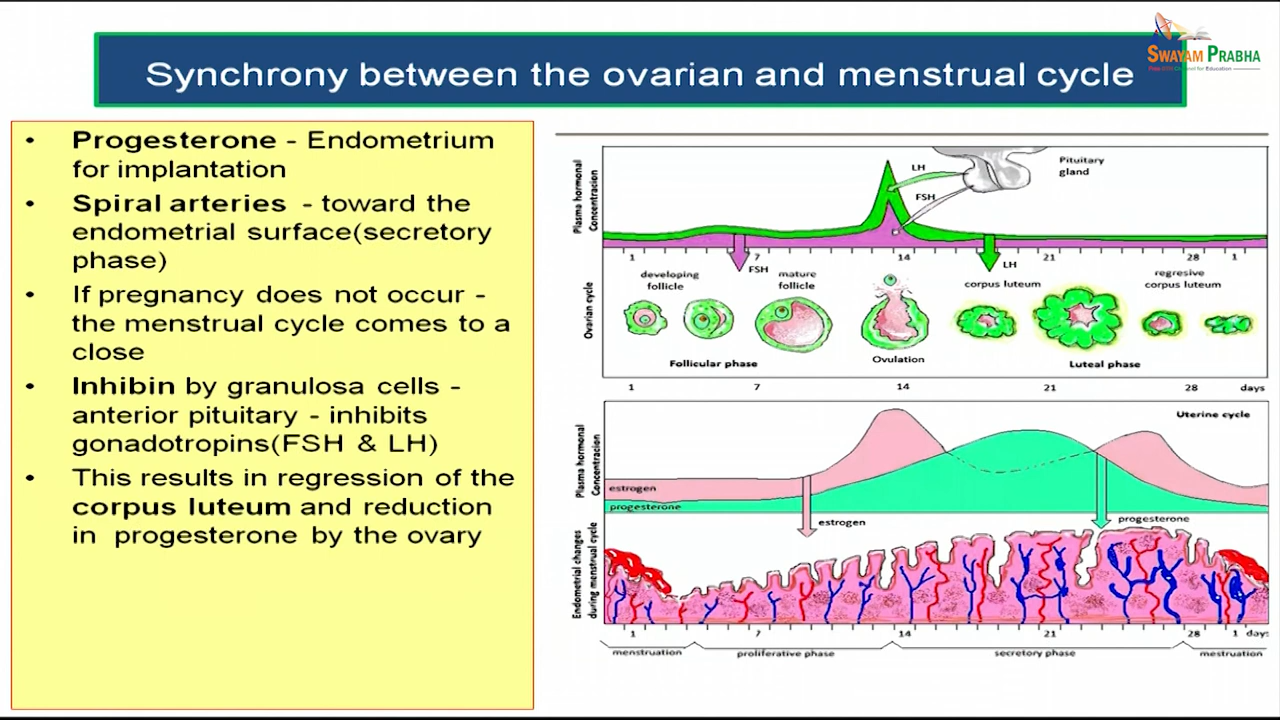 SWAYAM PRABHA
Synchrony between the ovarian and menstrual cycle
• Progesterone - Endometrium
for implantation
• Spiral arteries - toward the
endometrial surface(secretory
phase)
• If pregnancy does not occur -
the menstrual cycle comes to a
close
• Inhibin by granulosa cells -
anterior pituitary - inhibits
gonadotropins(FSH & LH)
• This results in regression of the
corpus luteum and reduction
in progesterone by the ovary
Plasma hormonal
Concentracion
LH
FSH
Pituitary
gland
1 7 14 21 28 1
FSH
LH
Ovarian cycle
developing
follicle
mature
follicle
corpus luteum
regresive
corpus luteum
Follicular phase
Ovulation
Luteal phase
1 7 14 21 28 days
Plasma hormonal
Concentracion
Uterine cycle
estrogen
progesterone
estrogen
progesterone
Endometrial changes
during menstrual cycle
1 7 14 21 28 1 days
menstruation
proliferative phase
secretory phase
mestruation